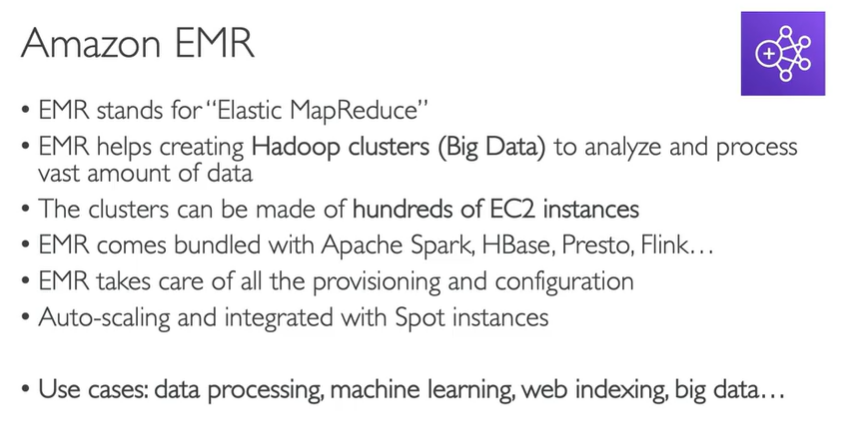 Amazon EMR
• EMR stands for “Elastic MapReduce”
• EMR helps creating Hadoop clusters (Big Data) to analyze and process
vast amount of data
• The clusters can be made of hundreds of EC2 instances
• EMR comes bundled with Apache Spark, HBase, Presto, Flink…
• EMR takes care of all the provisioning and configuration
• Auto-scaling and integrated with Spot instances
• Use cases: data processing, machine learning, web indexing, big data…